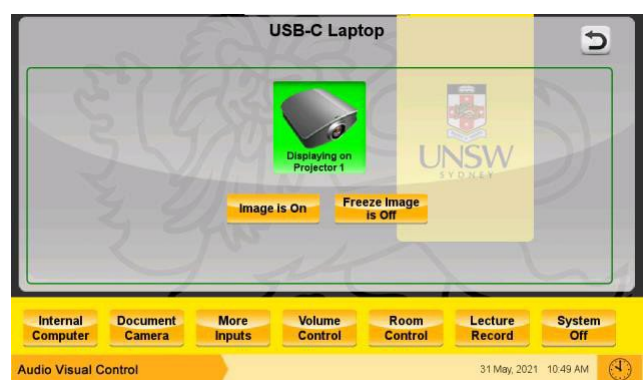 USB-C Laptop
Displaying on
Projector 1
UNSW
SYDNEY
Image is On
Freeze Image
is Off
Internal
Computer
Document
Camera
More
Inputs
Volume
Control
Room
Control
Lecture
Record
System
Off
Audio Visual Control
31 May, 2021 10:49 AM